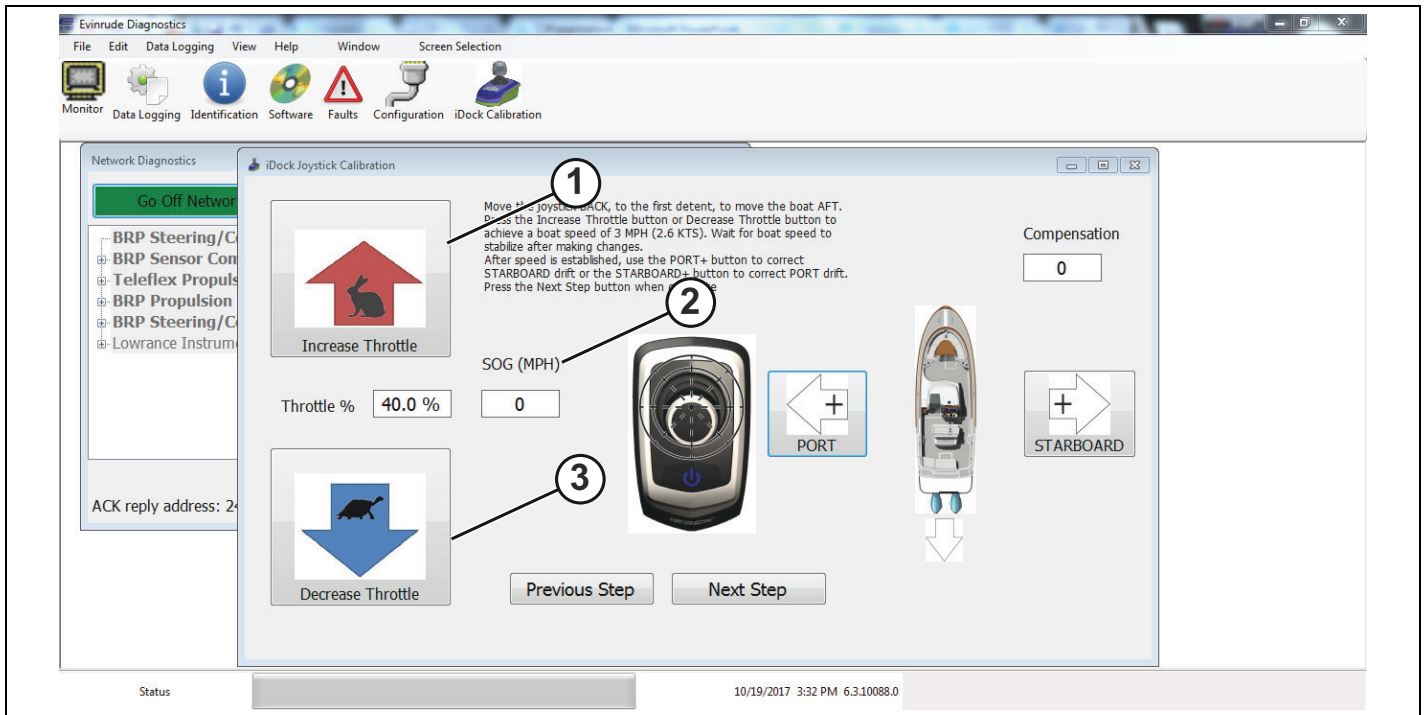 Evinrude Diagnostics
File Edit Data Logging View Help Window Screen Selection
Monitor Data Logging Identification Software Faults Configuration iDock Calibration
Network Diagnostics
Go Off Networ
BRP Steering/C
BRP Sensor Con
Teleflex Propuls
BRP Propulsion
BRP Steering/C
Lowrance Instrum
ACK reply address: 24
iDock Joystick Calibration
1
Move the joystick BACK, to the first detent, to move the boat AFT.
Press the Increase Throttle button or Decrease Throttle button to
achieve a boat speed of 3 MPH (2.6 KTS). Wait for boat speed to
stabilize after making changes.
After speed is established, use the PORT+ button to correct
STARBOARD drift or the STARBOARD+ button to correct PORT drift.
Press the Next Step button when
Compensation
0
Increase Throttle
2
SOG (MPH)
Throttle % 40.0 % 0
+ PORT
+ STARBOARD
3
Decrease Throttle
Previous Step Next Step
Status 10/19/2017 3:32 PM 6.3.10088.0